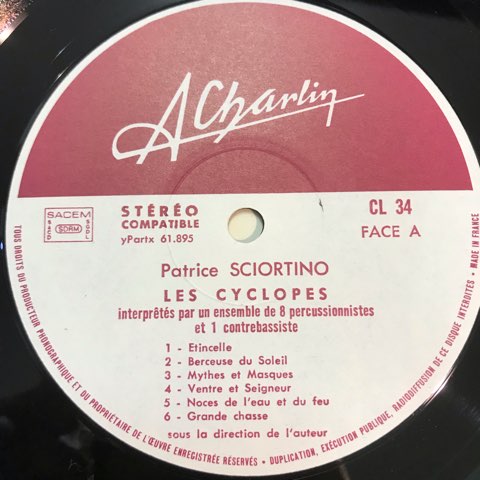 A Charlin
SACEM
SDRM
STÉRÉO
COMPATIBLE
yPartx 61.895
CL 34
FACE A
Patrice SCIORTINO
LES CYCLOPES
interprêtés par un ensemble de 8 percussionnistes
et 1 contrebassiste
1 - Etincelle
2 - Berceuse du Soleil
3 - Mythes et Masques
4 - Ventre et Seigneur
5 - Noces de l'eau et du feu
6 - Grande chasse
sous la direction de l'auteur
TOUS DROITS DU PRODUCTEUR PHONOGRAPHIQUE ET DU PROPRIÉTAIRE DE L'ŒUVRE ENREGISTRÉE RÉSERVÉS • DUPLICATION, EXÉCUTION PUBLIQUE, RADIODIFFUSION DE CE DISQUE INTERDITES • MADE IN FRANCE